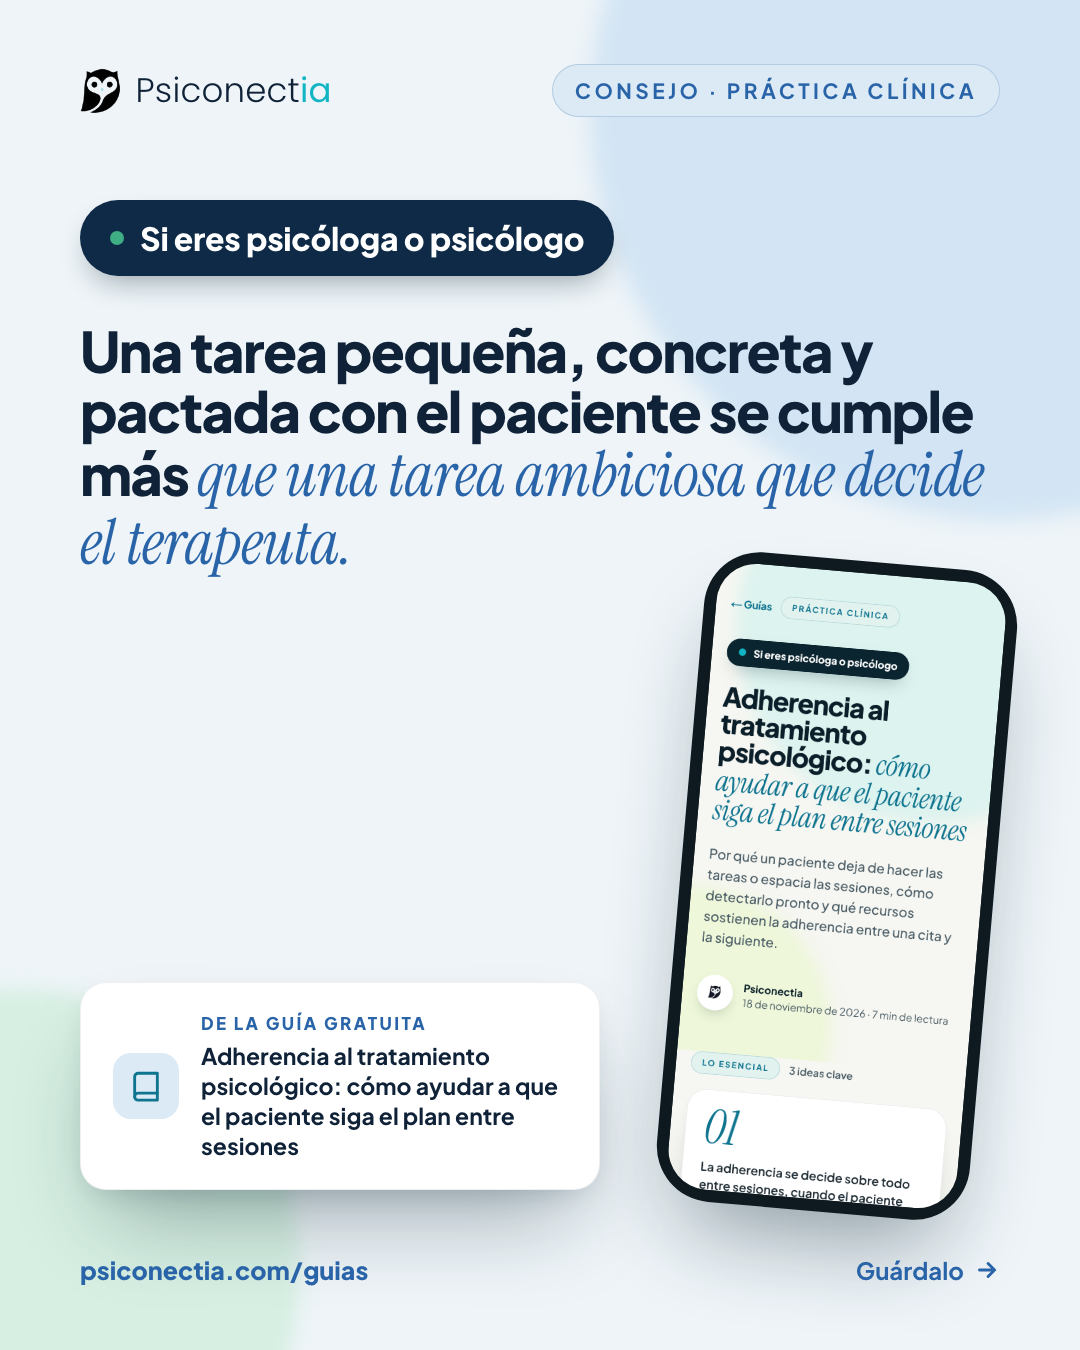 Psiconectia
CONSEJO · PRÁCTICA CLÍNICA
Si eres psicóloga o psicólogo
Una tarea pequeña, concreta y
pactada con el paciente se cumple
más que una tarea ambiciosa que decide
el terapeuta.
← Guías
PRÁCTICA CLÍNICA
Si eres psicóloga o psicólogo
Adherencia al
tratamiento
psicológico: cómo
ayudar a que el paciente
siga el plan entre sesiones
Por qué un paciente deja de hacer las
tareas o espacia las sesiones, cómo
detectarlo pronto y qué recursos
sostienen la adherencia entre una cita y
la siguiente.
Psiconectia
18 de noviembre de 2026 · 7 min de lectura
LO ESENCIAL
3 ideas clave
01
La adherencia se decide sobre todo
entre sesiones, cuando el paciente
DE LA GUÍA GRATUITA
Adherencia al tratamiento
psicológico: cómo ayudar a que
el paciente siga el plan entre
sesiones
psiconectia.com/guias
Guárdalo →